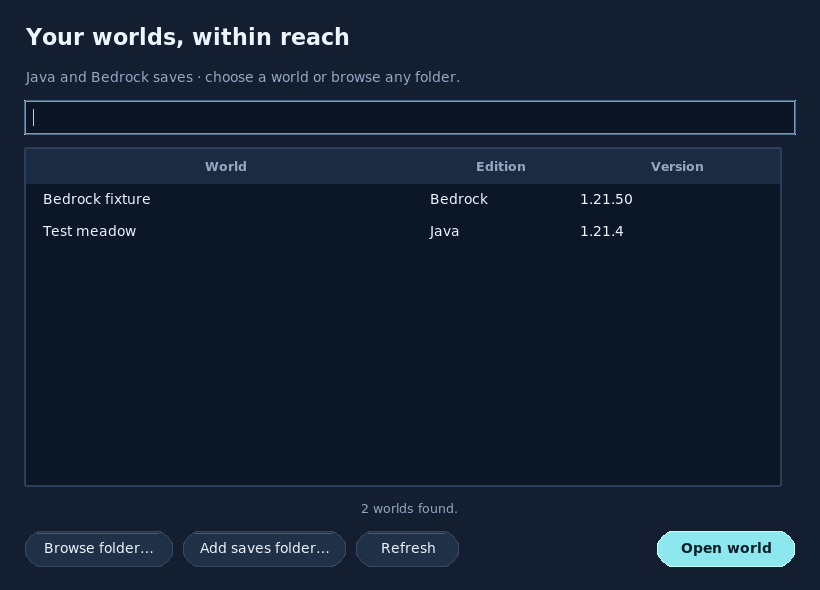 Your worlds, within reach
Java and Bedrock saves · choose a world or browse any folder.
World Edition Version
Bedrock fixture Bedrock 1.21.50
Test meadow Java 1.21.4
2 worlds found.
Browse folder... Add saves folder... Refresh Open world